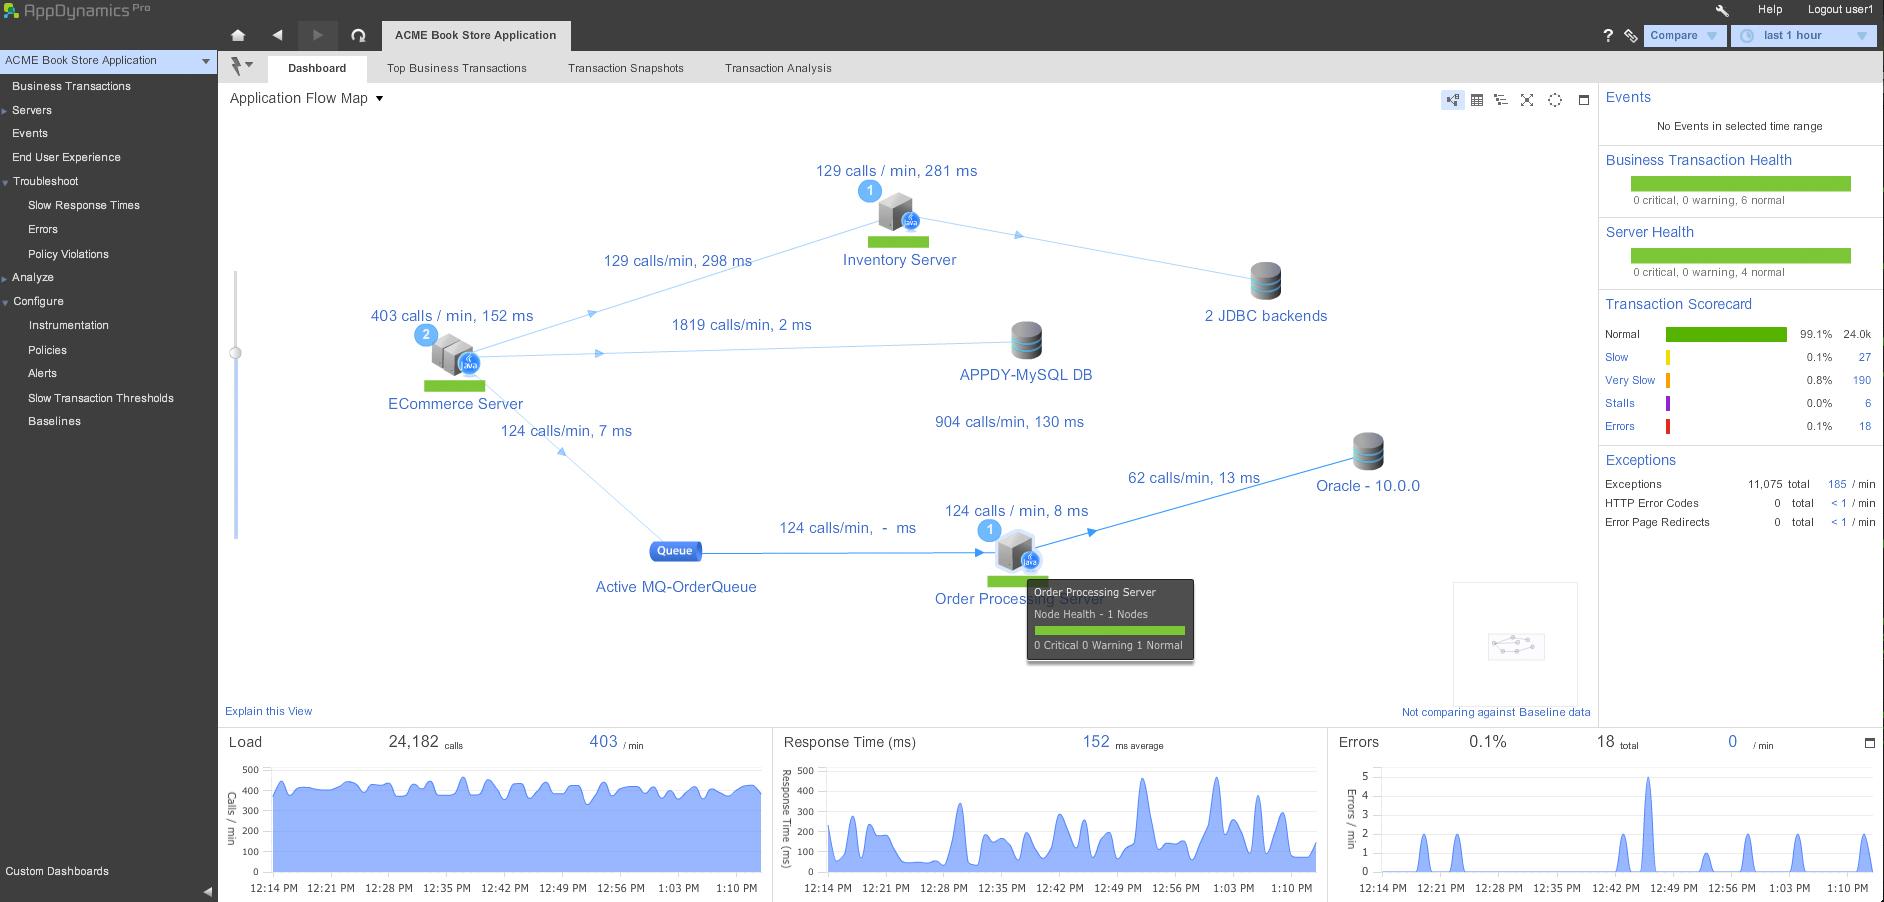 AppDynamics Pro
Help
Logout user1
ACME Book Store Application
?
Compare
last 1 hour
ACME Book Store Application
Business Transactions
Servers
Events
End User Experience
Troubleshoot
Slow Response Times
Errors
Policy Violations
Analyze
Configure
Instrumentation
Policies
Alerts
Slow Transaction Thresholds
Baselines
Custom Dashboards
Dashboard
Top Business Transactions
Transaction Snapshots
Transaction Analysis
Application Flow Map
129 calls / min, 281 ms
1
Java
Inventory Server
129 calls/min, 298 ms
403 calls / min, 152 ms
2
Java
ECommerce Server
1819 calls/min, 2 ms
APPDY-MySQL DB
2 JDBC backends
904 calls/min, 130 ms
124 calls/min, 7 ms
Queue
Active MQ-OrderQueue
124 calls/min, - ms
124 calls / min, 8 ms
1
Java
Order Processing Server
62 calls/min, 13 ms
Oracle - 10.0.0
Order Processing Server
Node Health - 1 Nodes
0 Critical 0 Warning 1 Normal
Explain this View
Not comparing against Baseline data
Events
No Events in selected time range
Business Transaction Health
0 critical, 0 warning, 6 normal
Server Health
0 critical, 0 warning, 4 normal
Transaction Scorecard
Normal 99.1% 24.0k
Slow 0.1% 27
Very Slow 0.8% 190
Stalls 0.0% 6
Errors 0.1% 18
Exceptions
Exceptions 11,075 total 185 / min
HTTP Error Codes 0 total < 1 / min
Error Page Redirects 0 total < 1 / min
Load 24,182 calls 403 / min
Calls / min
500
400
300
200
100
0
12:14 PM 12:21 PM 12:28 PM 12:35 PM 12:42 PM 12:49 PM 12:56 PM 1:03 PM 1:10 PM
Response Time (ms) 152 ms average
Response Time (ms)
500
400
300
200
100
0
12:14 PM 12:21 PM 12:28 PM 12:35 PM 12:42 PM 12:49 PM 12:56 PM 1:03 PM 1:10 PM
Errors 0.1% 18 total 0 / min
Errors / min
5
4
3
2
1
0
12:14 PM 12:21 PM 12:28 PM 12:35 PM 12:42 PM 12:49 PM 12:56 PM 1:03 PM 1:10 PM